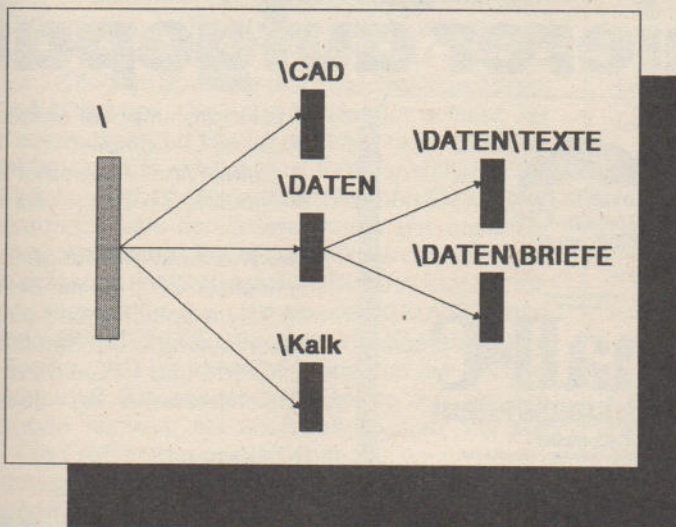 \CAD
\
\DATEN\TEXTE
\DATEN
\DATEN\BRIEFE
\Kalk